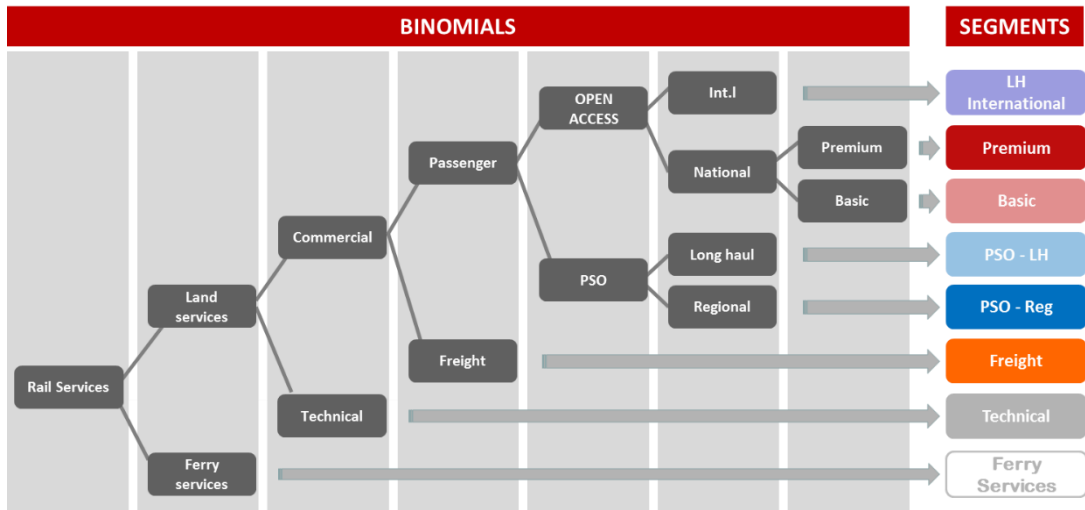 BINOMIALS
SEGMENTS
Int.l
LH
International
OPEN
ACCESS
Premium
Premium
Passenger
National
Basic
Basic
Commercial
Long haul
PSO - LH
PSO
Land
services
Regional
PSO - Reg
Freight
Freight
Rail Services
Technical
Technical
Ferry
services
Ferry
Services